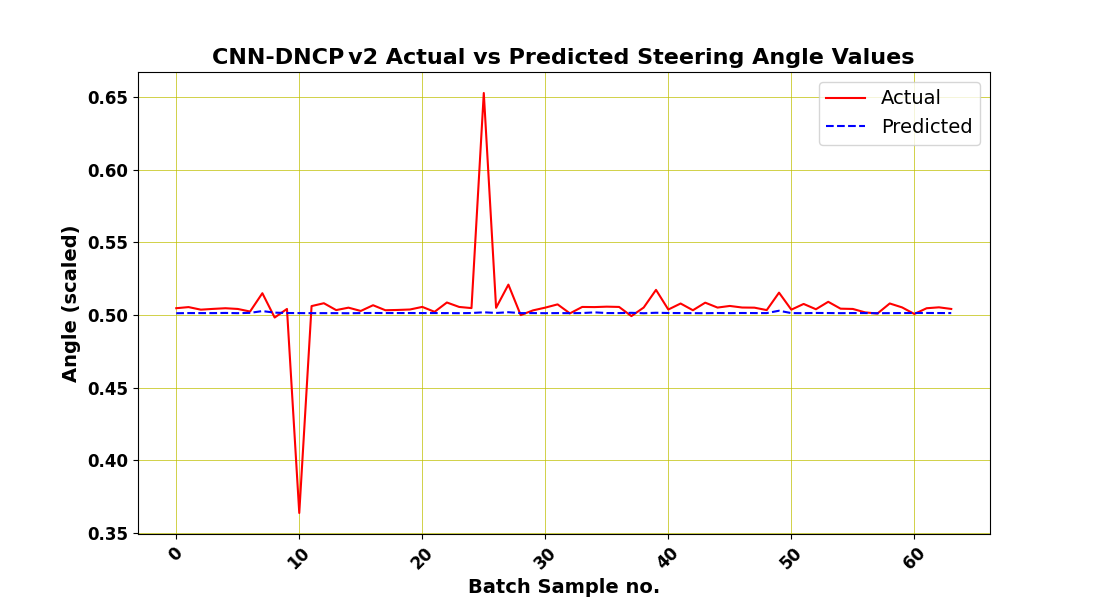 CNN-DNCP v2 Actual vs Predicted Steering Angle Values
Actual
Predicted
Angle (scaled)
0.65
0.60
0.55
0.50
0.45
0.40
0.35
0 10 20 30 40 50 60
Batch Sample no.